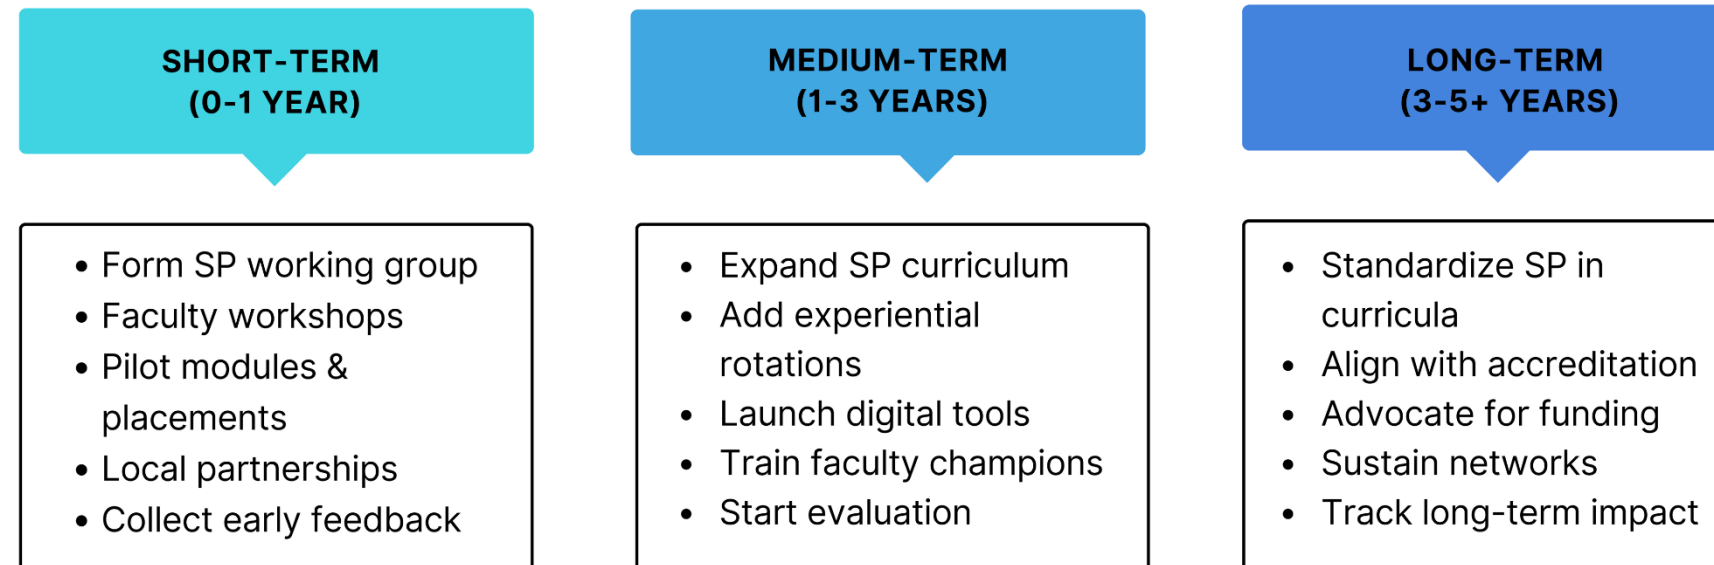 SHORT-TERM
(0-1 YEAR)
• Form SP working group
• Faculty workshops
• Pilot modules &
placements
• Local partnerships
• Collect early feedback
MEDIUM-TERM
(1-3 YEARS)
• Expand SP curriculum
• Add experiential
rotations
• Launch digital tools
• Train faculty champions
• Start evaluation
LONG-TERM
(3-5+ YEARS)
• Standardize SP in
curricula
• Align with accreditation
• Advocate for funding
• Sustain networks
• Track long-term impact